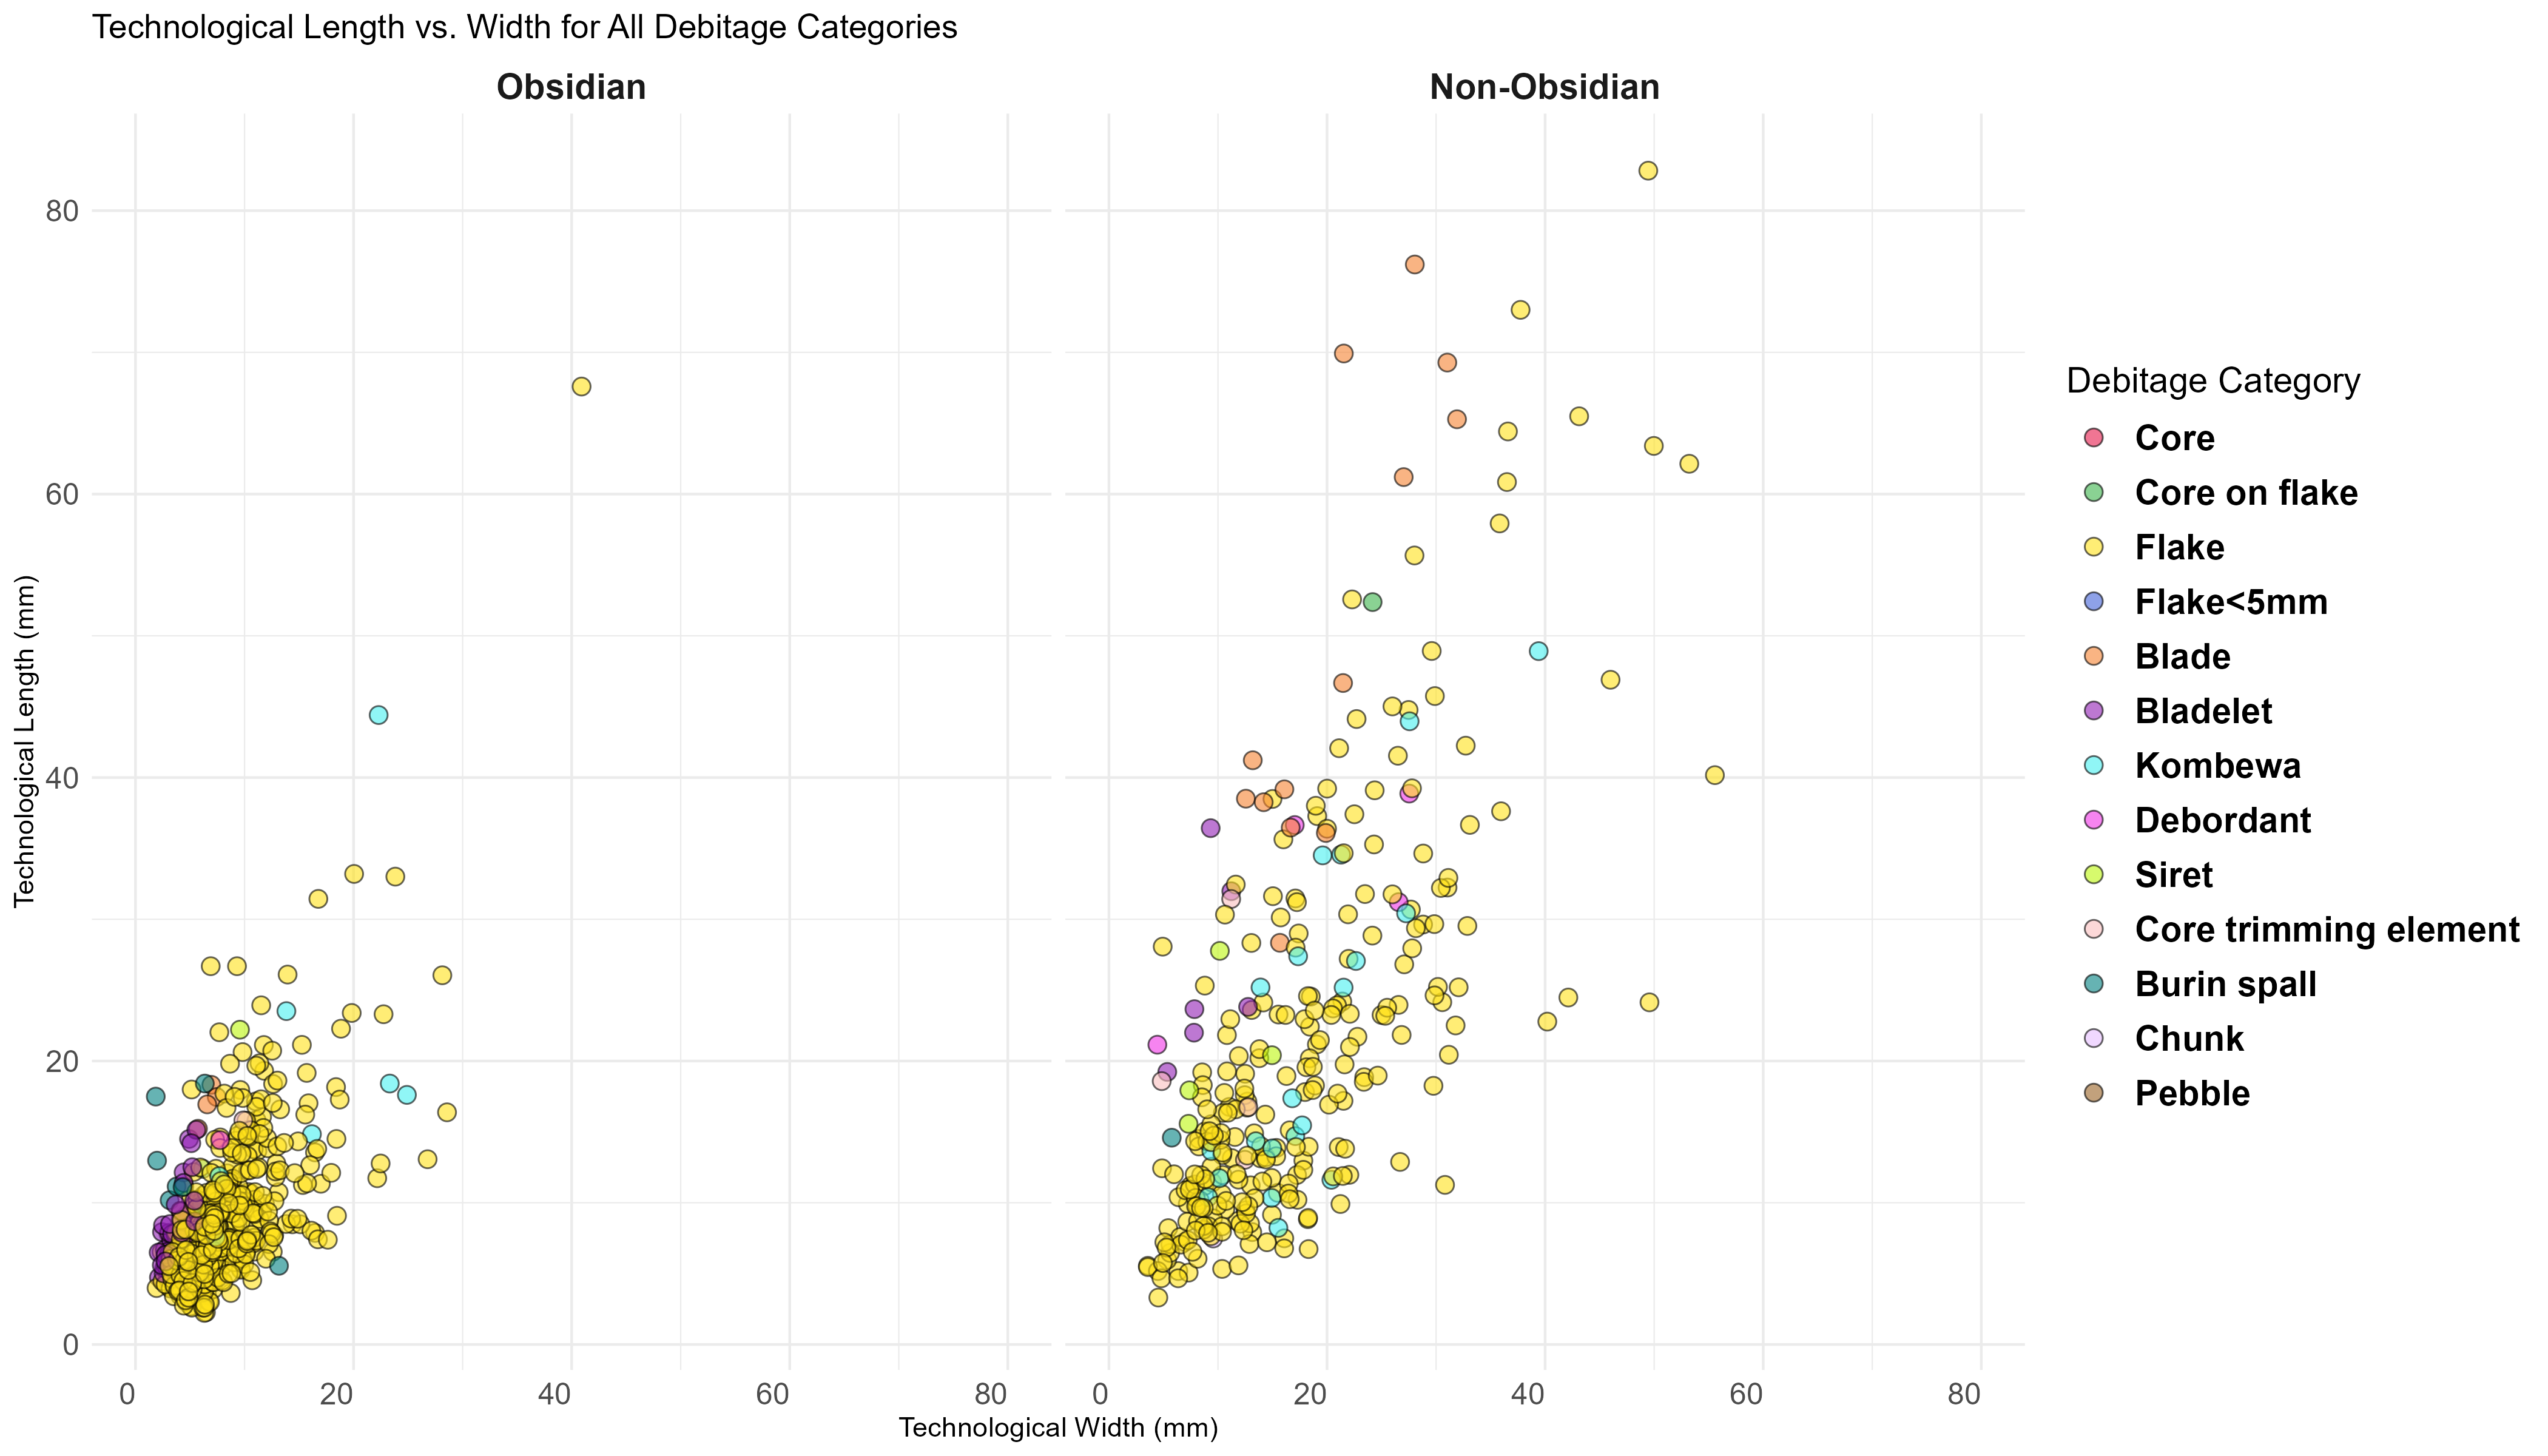 Technological Length vs. Width for All Debitage Categories
Obsidian
Non-Obsidian
Technological Length (mm)
80
60
40
20
0
0 20 40 60 80
0 20 40 60 80
Technological Width (mm)
Debitage Category
Core
Core on flake
Flake
Flake<5mm
Blade
Bladelet
Kombewa
Debordant
Siret
Core trimming element
Burin spall
Chunk
Pebble